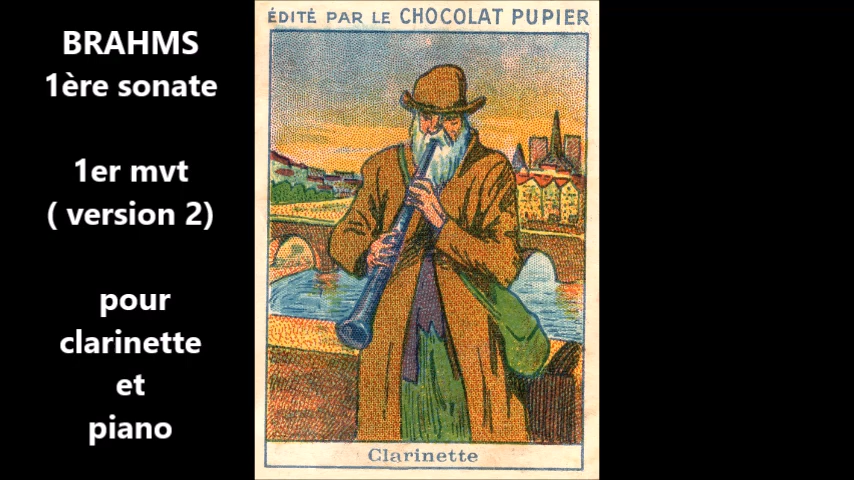 BRAHMS
1ère sonate
1er mvt
( version 2)
pour
clarinette
et
piano
ÉDITÉ PAR LE CHOCOLAT PUPIER
Clarinette